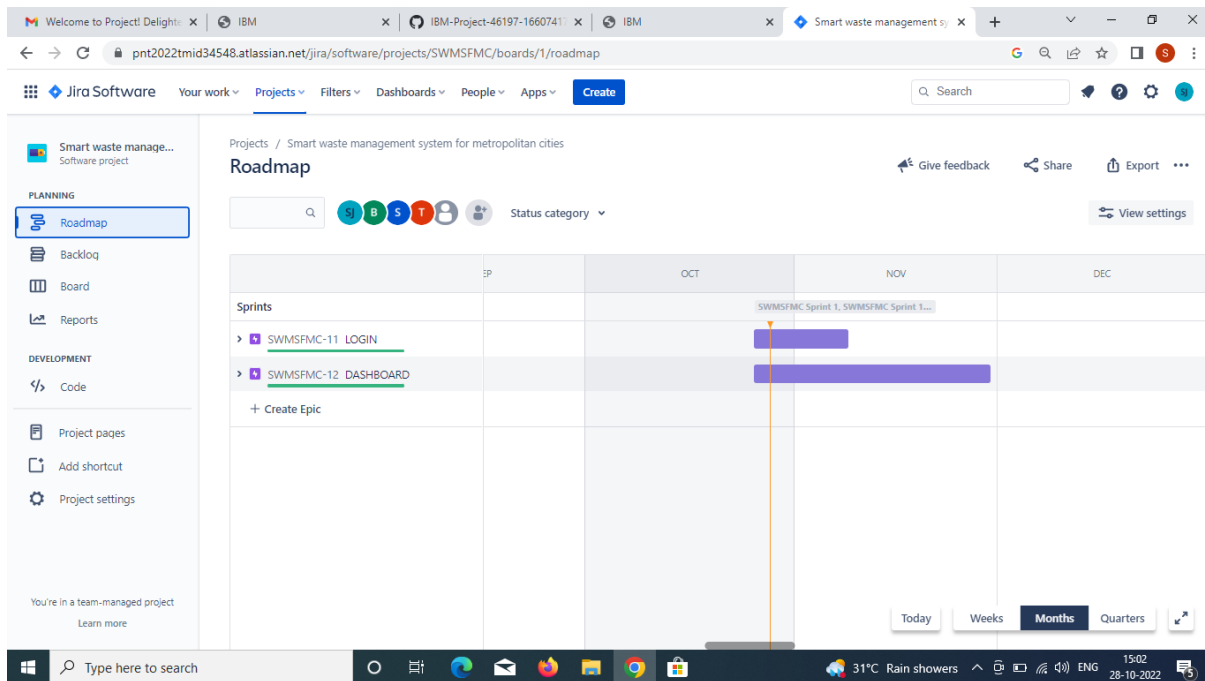 Welcome to Project! Delighte
IBM
IBM-Project-46197-16607417
IBM
Smart waste management sy
pnt2022tmid34548.atlassian.net/jira/software/projects/SWMSFMC/boards/1/roadmap
G
S
Jira Software
Your work
Projects
Filters
Dashboards
People
Apps
Create
Search
SJ
Smart waste manage...
Software project
PLANNING
Roadmap
Backlog
Board
Reports
DEVELOPMENT
Code
Project pages
Add shortcut
Project settings
You're in a team-managed project
Learn more
Projects / Smart waste management system for metropolitan cities
Roadmap
Give feedback
Share
Export
SJ B S T
Status category
View settings
EP OCT NOV DEC
Sprints
SWMSFMC Sprint 1, SWMSFMC Sprint 1...
SWMSFMC-11 LOGIN
SWMSFMC-12 DASHBOARD
+ Create Epic
Today
Weeks
Months
Quarters
Type here to search
31°C Rain showers
ENG
15:02
28-10-2022
5